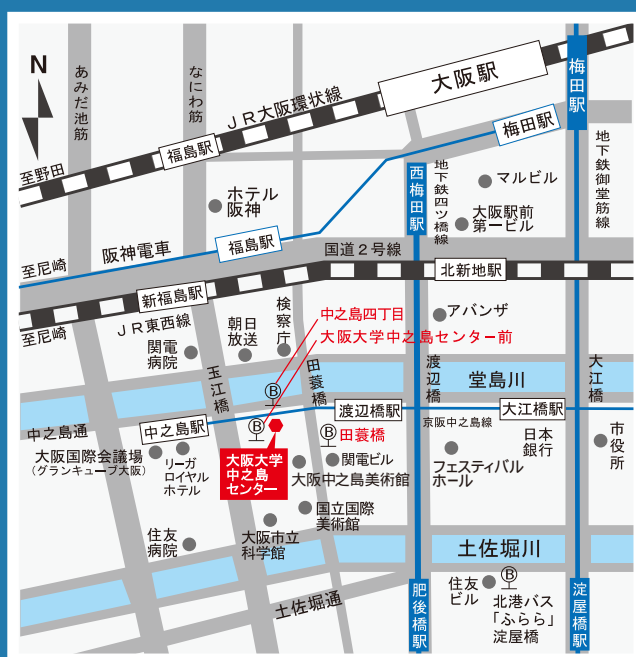 N
あみだ池筋
なにわ筋
JR大阪環状線
大阪駅
梅田駅
福島駅
至野田
梅田駅
地下鉄御堂筋線
ホテル
阪神
西梅田駅
地下鉄四ツ橋線
マルビル
大阪駅前
第一ビル
阪神電車
福島駅
国道2号線
至尼崎
北新地駅
新福島駅
至尼崎
JR東西線
関電
病院
朝日
放送
検察庁
中之島四丁目
大阪大学中之島センター前
アバンザ
玉江橋
田蓑橋
渡辺橋
堂島川
大江橋
B
渡辺橋駅
大江橋駅
中之島通
中之島駅
B
B
田蓑橋
京阪中之島線
日本
銀行
市役所
大阪国際会議場
(グランキューブ大阪)
リーガ
ロイヤル
ホテル
大阪大学
中之島
センター
関電ビル
大阪中之島美術館
フェスティバル
ホール
国立国際
美術館
住友
病院
大阪市立
科学館
土佐堀川
土佐堀通
肥後橋駅
住友
ビル
B
北港バス
「ふらら」
淀屋橋
淀屋橋駅